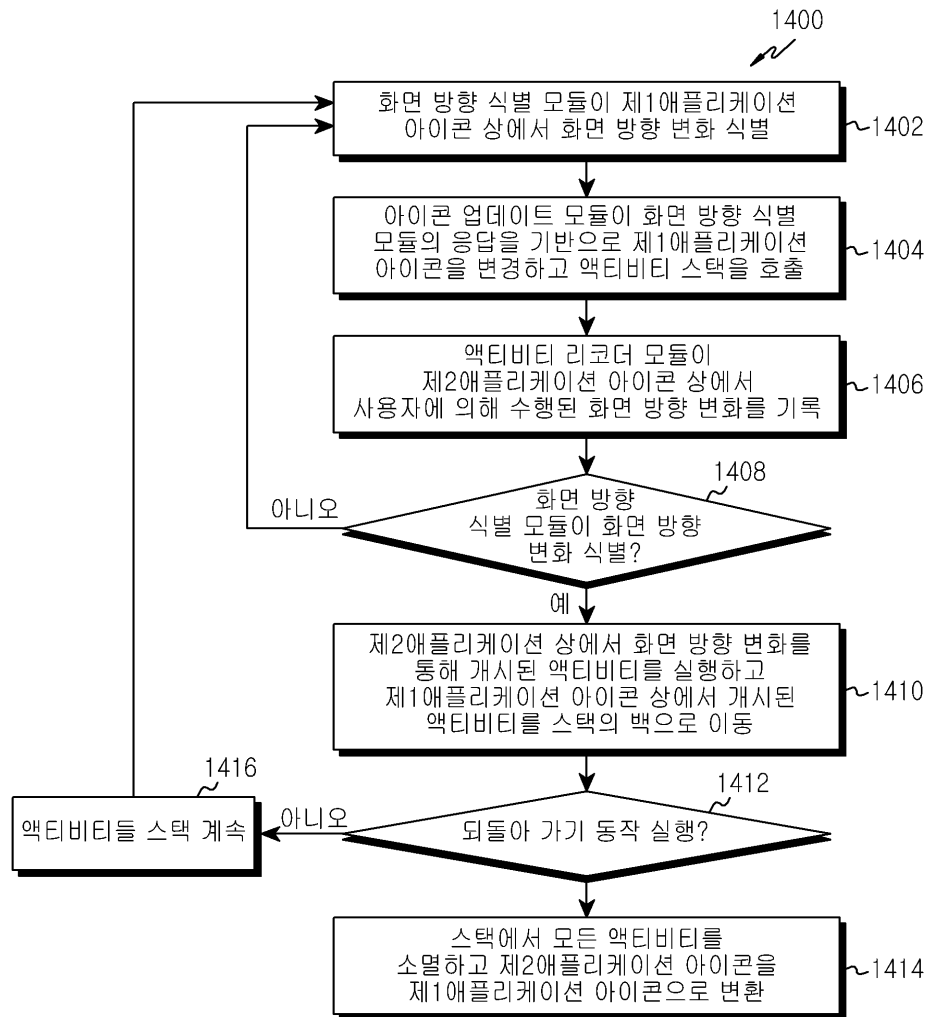 1400
화면 방향 식별 모듈이 제1애플리케이션
아이콘 상에서 화면 방향 변화 식별
1402
아이콘 업데이트 모듈이 화면 방향 식별
모듈의 응답을 기반으로 제1애플리케이션
아이콘을 변경하고 액티비티 스택을 호출
1404
액티비티 리코더 모듈이
제2애플리케이션 아이콘 상에서
사용자에 의해 수행된 화면 방향 변화를 기록
1406
1408
화면 방향
식별 모듈이 화면 방향
변화 식별?
아니오
예
제2애플리케이션 상에서 화면 방향 변화를
통해 개시된 액티비티를 실행하고
제1애플리케이션 아이콘 상에서 개시된
액티비티를 스택의 백으로 이동
1410
1412
되돌아 가기 동작 실행?
아니오
1416
액티비티들 스택 계속
스택에서 모든 액티비티를
소멸하고 제2애플리케이션 아이콘을
제1애플리케이션 아이콘으로 변환
1414